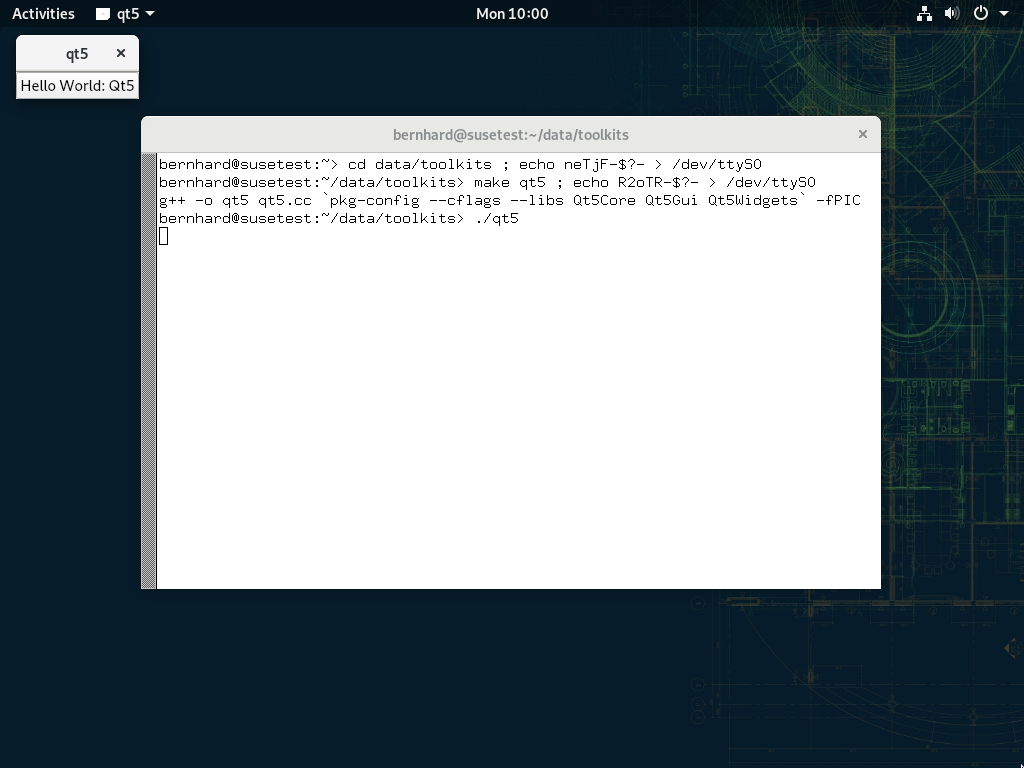 Activities qt5 Mon 10:00
qt5 ×
Hello World: Qt5
bernhard@susetest:~/data/toolkits ×
bernhard@susetest:~> cd data/toolkits ; echo neTjF-$?- > /dev/ttyS0
bernhard@susetest:~/data/toolkits> make qt5 ; echo R2oTR-$?- > /dev/ttyS0
g++ -o qt5 qt5.cc `pkg-config --cflags --libs Qt5Core Qt5Gui Qt5Widgets` -fPIC
bernhard@susetest:~/data/toolkits> ./qt5